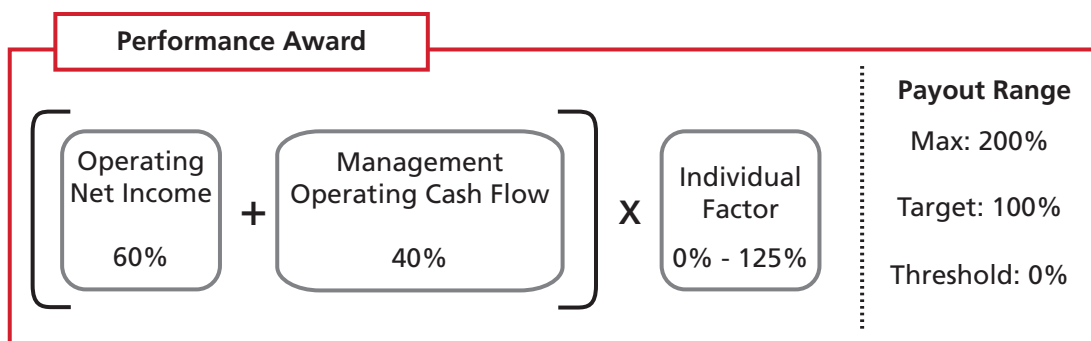 Performance Award
Operating
Net Income
60%
+
Management
Operating Cash Flow
40%
X
Individual
Factor
0% - 125%
Payout Range
Max: 200%
Target: 100%
Threshold: 0%